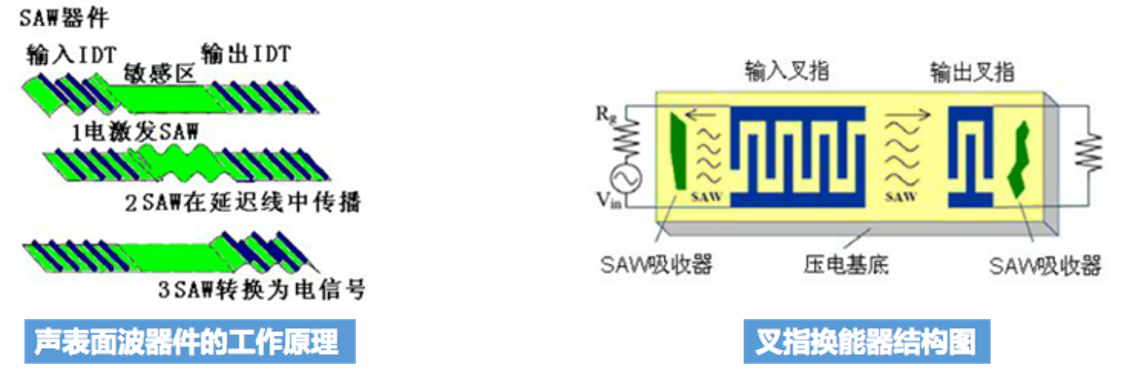 SAW器件
输入IDT
输出IDT
敏感区
1电激发SAW
2SAW在延迟线中传播
3SAW转换为电信号
声表面波器件的工作原理
输入叉指
输出叉指
Rg
Vin
SAW
SAW
SAW吸收器
压电基底
SAW吸收器
叉指换能器结构图